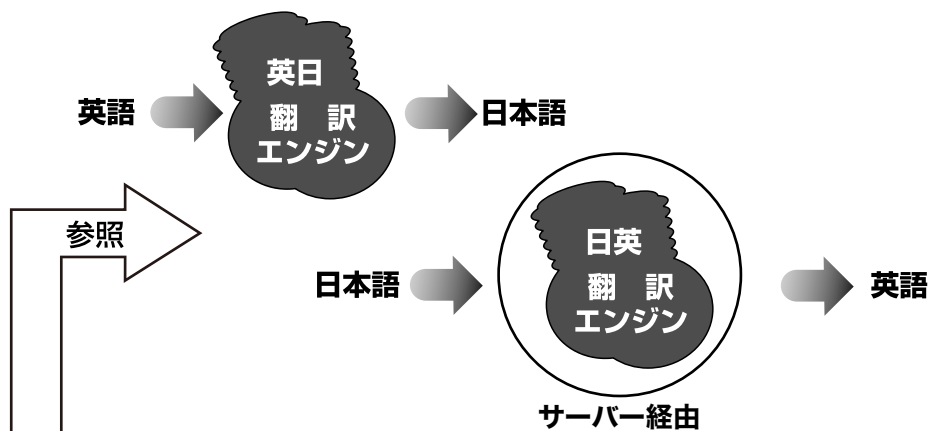 英日
翻 訳
エンジン
英語
日本語
参照
日英
翻 訳
エンジン
日本語
英語
サーバー経由